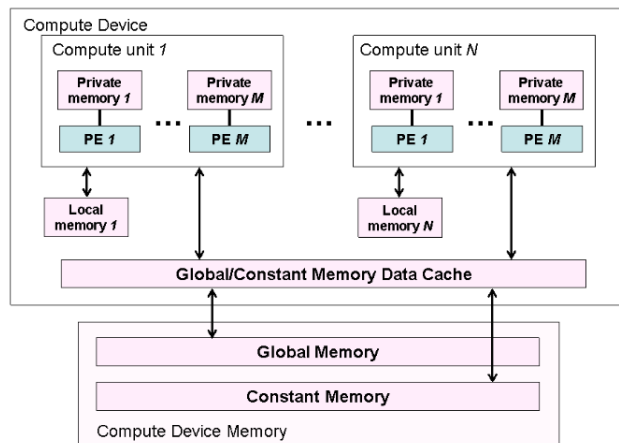 Compute Device
Compute unit 1
Compute unit N
Private
memory 1
Private
memory M
Private
memory 1
Private
memory M
...
...
...
PE 1
PE M
PE 1
PE M
Local
memory 1
Local
memory N
Global/Constant Memory Data Cache
Global Memory
Constant Memory
Compute Device Memory